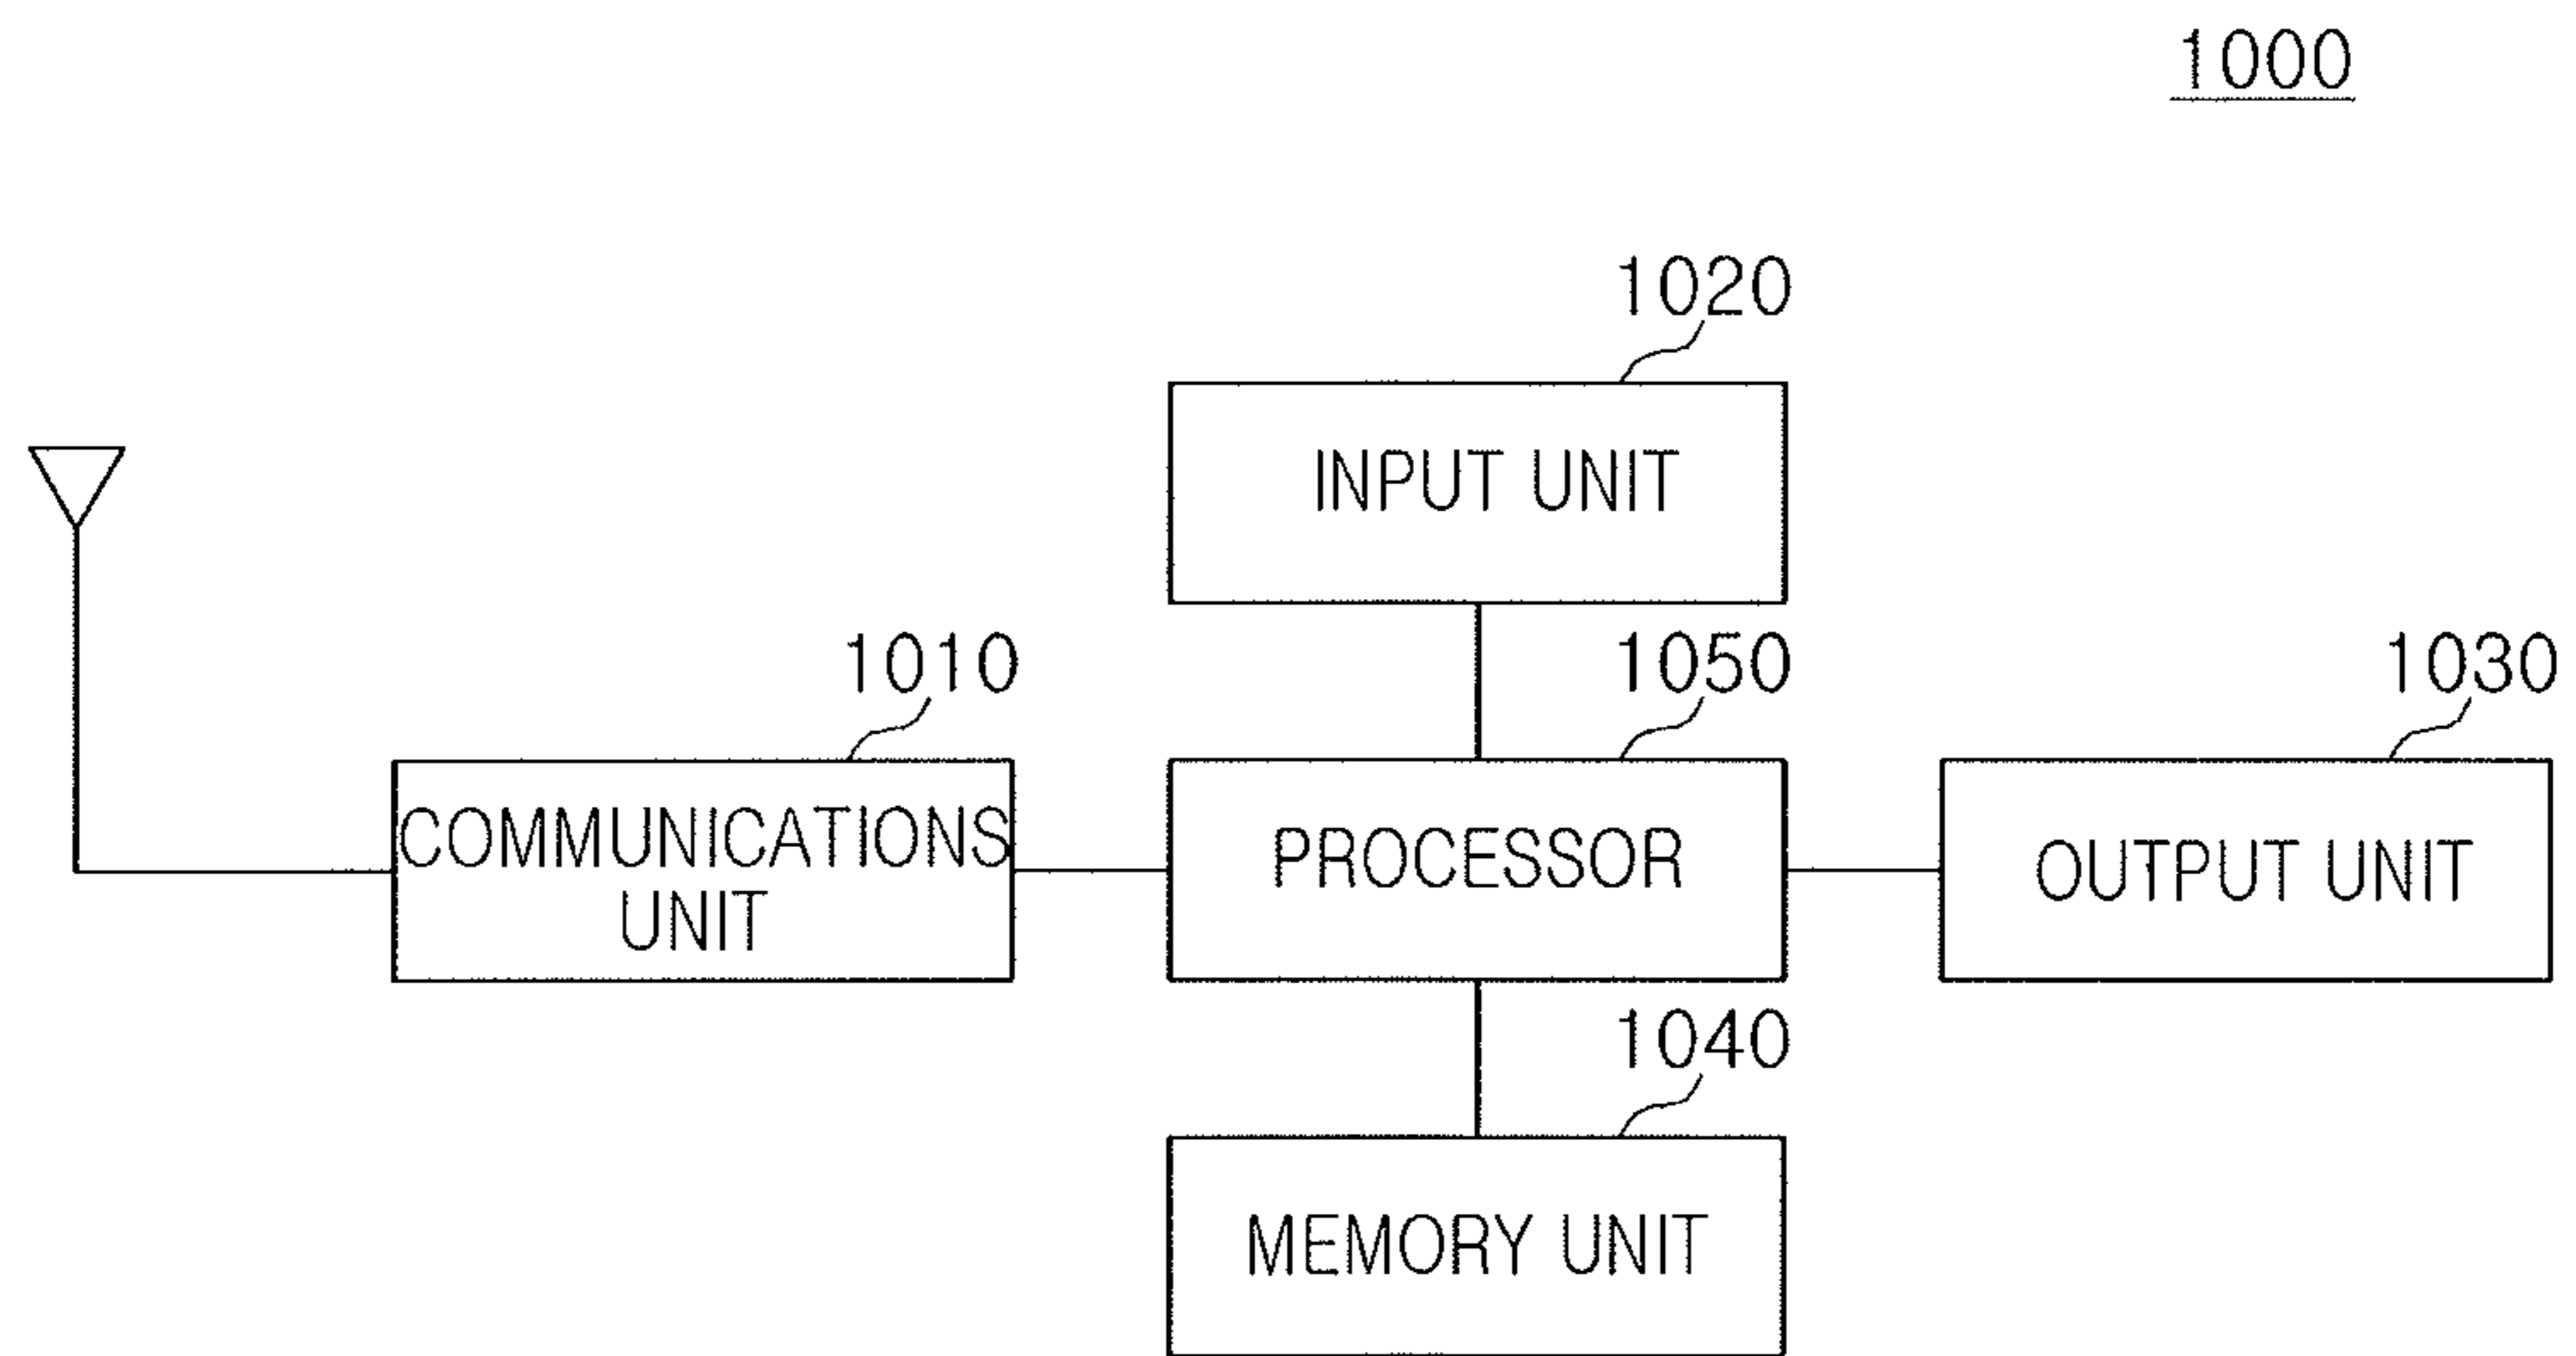 1000
1020
INPUT UNIT
1010
1050
1030
COMMUNICATIONS
UNIT
PROCESSOR
OUTPUT UNIT
1040
MEMORY UNIT